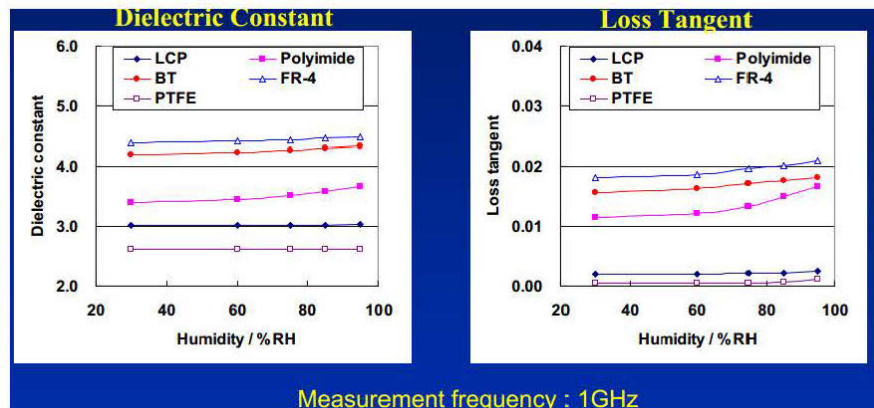 Dielectric Constant
6.0
5.0
4.0
3.0
2.0
Dielectric constant
LCP
Polyimide
BT
FR-4
PTFE
20
40
60
80
100
Humidity / %RH
Loss Tangent
0.04
0.03
0.02
0.01
0.00
Loss tangent
LCP
Polyimide
BT
FR-4
PTFE
20
40
60
80
100
Humidity / %RH
Measurement frequency : 1GHz